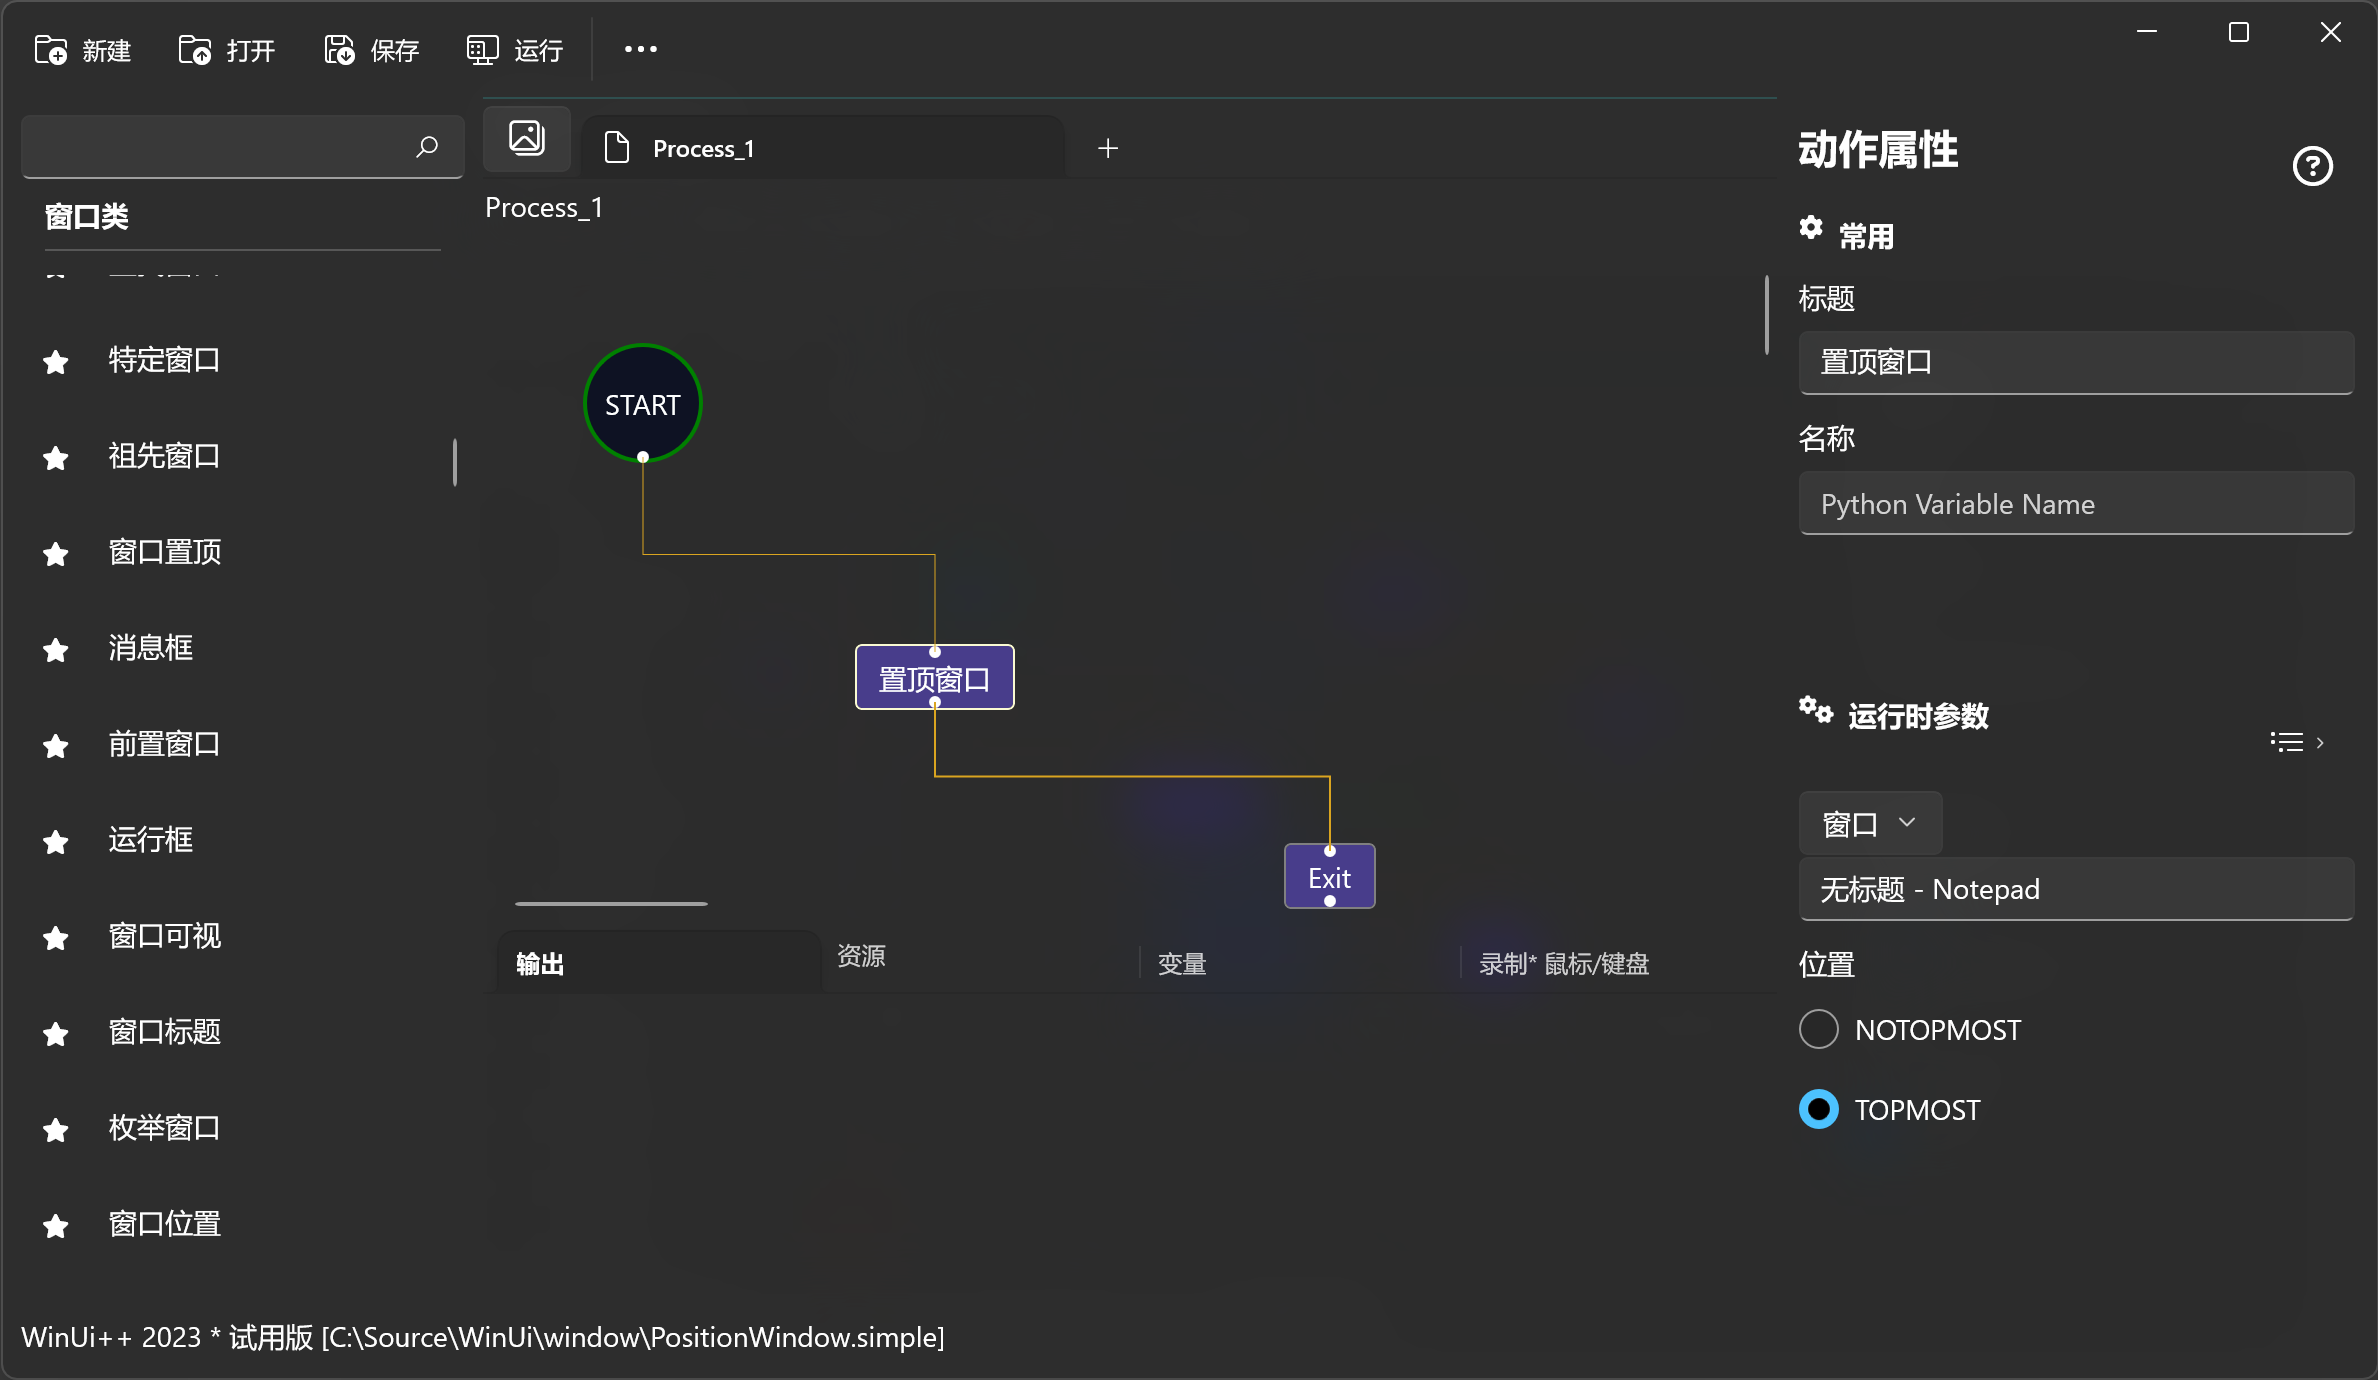 新建
打开
保存
运行
Process_1
Process_1
窗口类
特定窗口
祖先窗口
窗口置顶
消息框
前置窗口
运行框
窗口可视
窗口标题
枚举窗口
窗口位置
START
置顶窗口
Exit
输出
资源
变量
录制* 鼠标/键盘
动作属性
常用
标题
置顶窗口
名称
Python Variable Name
运行时参数
窗口
无标题 - Notepad
位置
NOTOPMOST
TOPMOST
WinUi++ 2023 * 试用版 [C:\Source\WinUi\window\PositionWindow.simple]